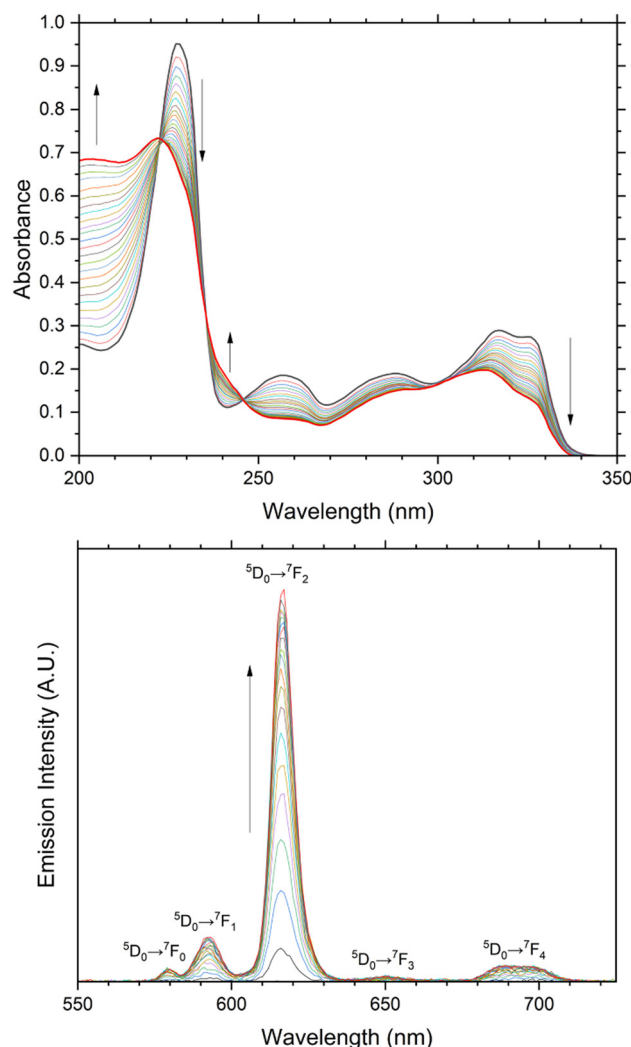 1.0
0.9
0.8
0.7
0.6
0.5
0.4
0.3
0.2
0.1
0.0
Absorbance
200 250 300 350
Wavelength (nm)
⁵D₀→⁷F₂
⁵D₀→⁷F₁
⁵D₀→⁷F₀
⁵D₀→⁷F₃
⁵D₀→⁷F₄
Emission Intensity (A.U.)
550 600 650 700
Wavelength (nm)